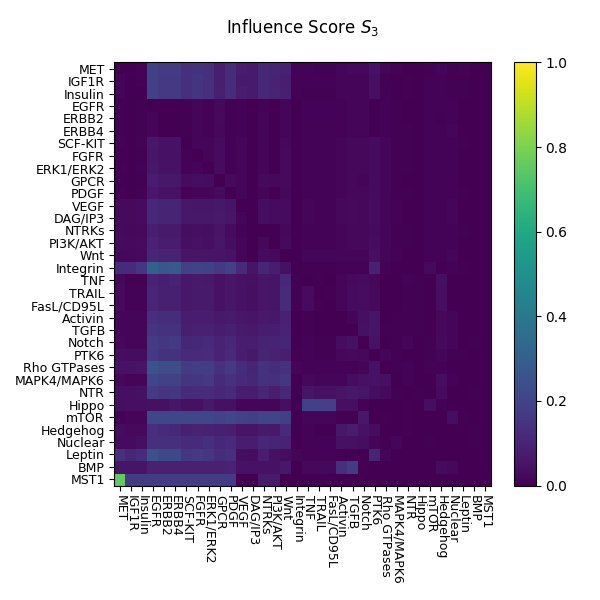 Influence Score S₃
MET
IGF1R
Insulin
EGFR
ERBB2
ERBB4
SCF-KIT
FGFR
ERK1/ERK2
GPCR
PDGF
VEGF
DAG/IP3
NTRKs
PI3K/AKT
Wnt
Integrin
TNF
TRAIL
FasL/CD95L
Activin
TGFB
Notch
PTK6
Rho GTPases
MAPK4/MAPK6
NTR
Hippo
mTOR
Hedgehog
Nuclear
Leptin
BMP
MST1
MET
IGF1R
Insulin
EGFR
ERBB2
ERBB4
SCF-KIT
FGFR
ERK1/ERK2
GPCR
PDGF
VEGF
DAG/IP3
NTRKs
PI3K/AKT
Wnt
Integrin
TNF
TRAIL
FasL/CD95L
Activin
TGFB
Notch
PTK6
Rho GTPases
MAPK4/MAPK6
NTR
Hippo
mTOR
Hedgehog
Nuclear
Leptin
BMP
MST1
1.0
0.8
0.6
0.4
0.2
0.0